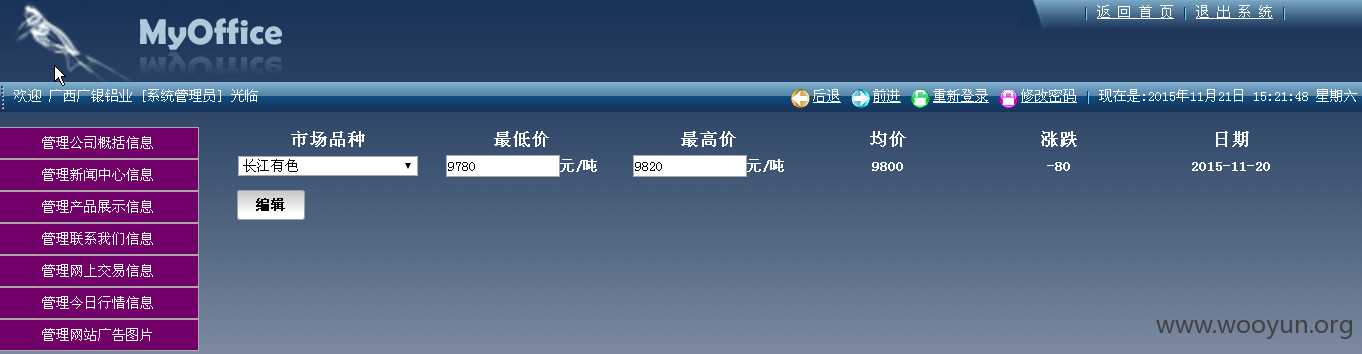 返 回 首 页 | 退 出 系 统
MyOffice
欢迎 广西广银铝业 [系统管理员] 光临
后退 前进 重新登录 修改密码 | 现在是:2015年11月21日 15:21:48 星期六
管理公司概括信息
管理新闻中心信息
管理产品展示信息
管理联系我们信息
管理网上交易信息
管理今日行情信息
管理网站广告图片
市场品种 最低价 最高价 均价 涨跌 日期
长江有色 9780 元/吨 9820 元/吨 9800 -80 2015-11-20
编辑
www.wooyun.org